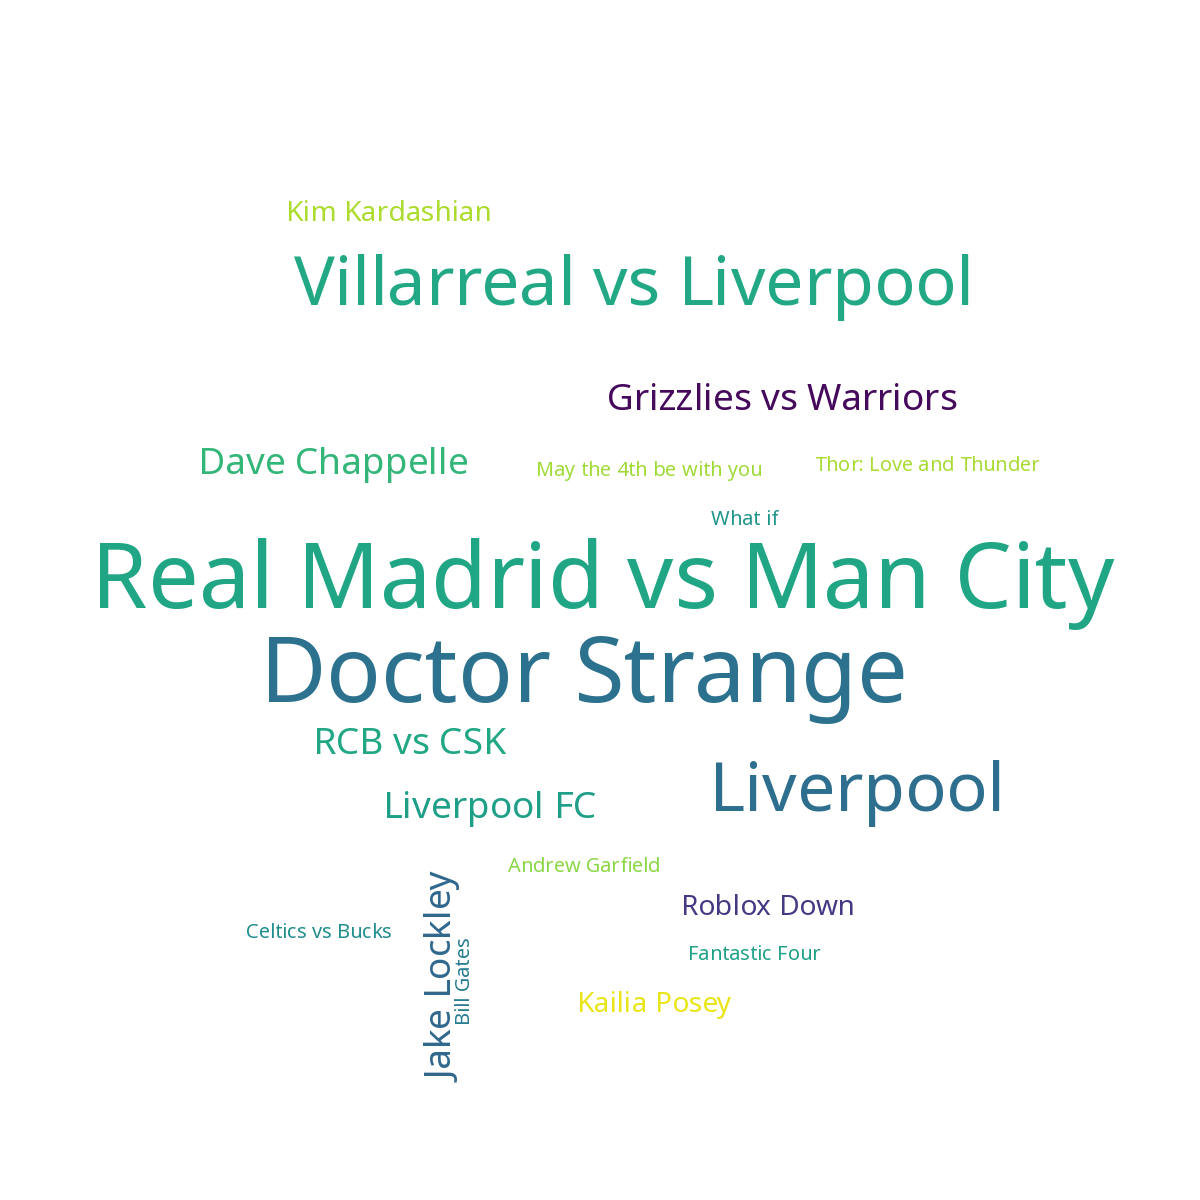 Kim Kardashian
Villarreal vs Liverpool
Grizzlies vs Warriors
Dave Chappelle
May the 4th be with you
Thor: Love and Thunder
What if
Real Madrid vs Man City
Doctor Strange
RCB vs CSK
Liverpool
Liverpool FC
Andrew Garfield
Jake Lockley
Roblox Down
Celtics vs Bucks
Bill Gates
Fantastic Four
Kailia Posey